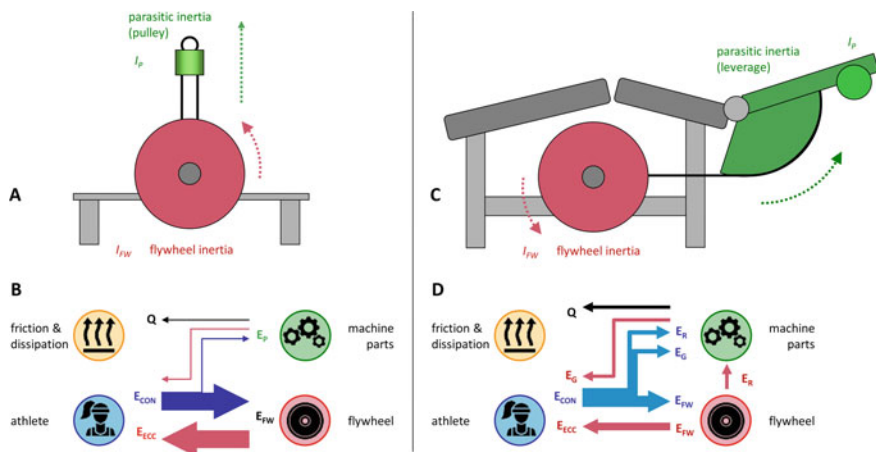 parasitic inertia
(pulley)
I_P
A
I_FW flywheel inertia
B
friction &
dissipation
Q
E_P
machine
parts
athlete
E_CON
E_ECC
E_FW
flywheel
parasitic inertia
(leverage)
I_P
C
I_FW flywheel inertia
D
friction &
dissipation
Q
E_R
E_G
machine
parts
E_G
E_R
athlete
E_CON
E_FW
E_ECC
E_FW
flywheel